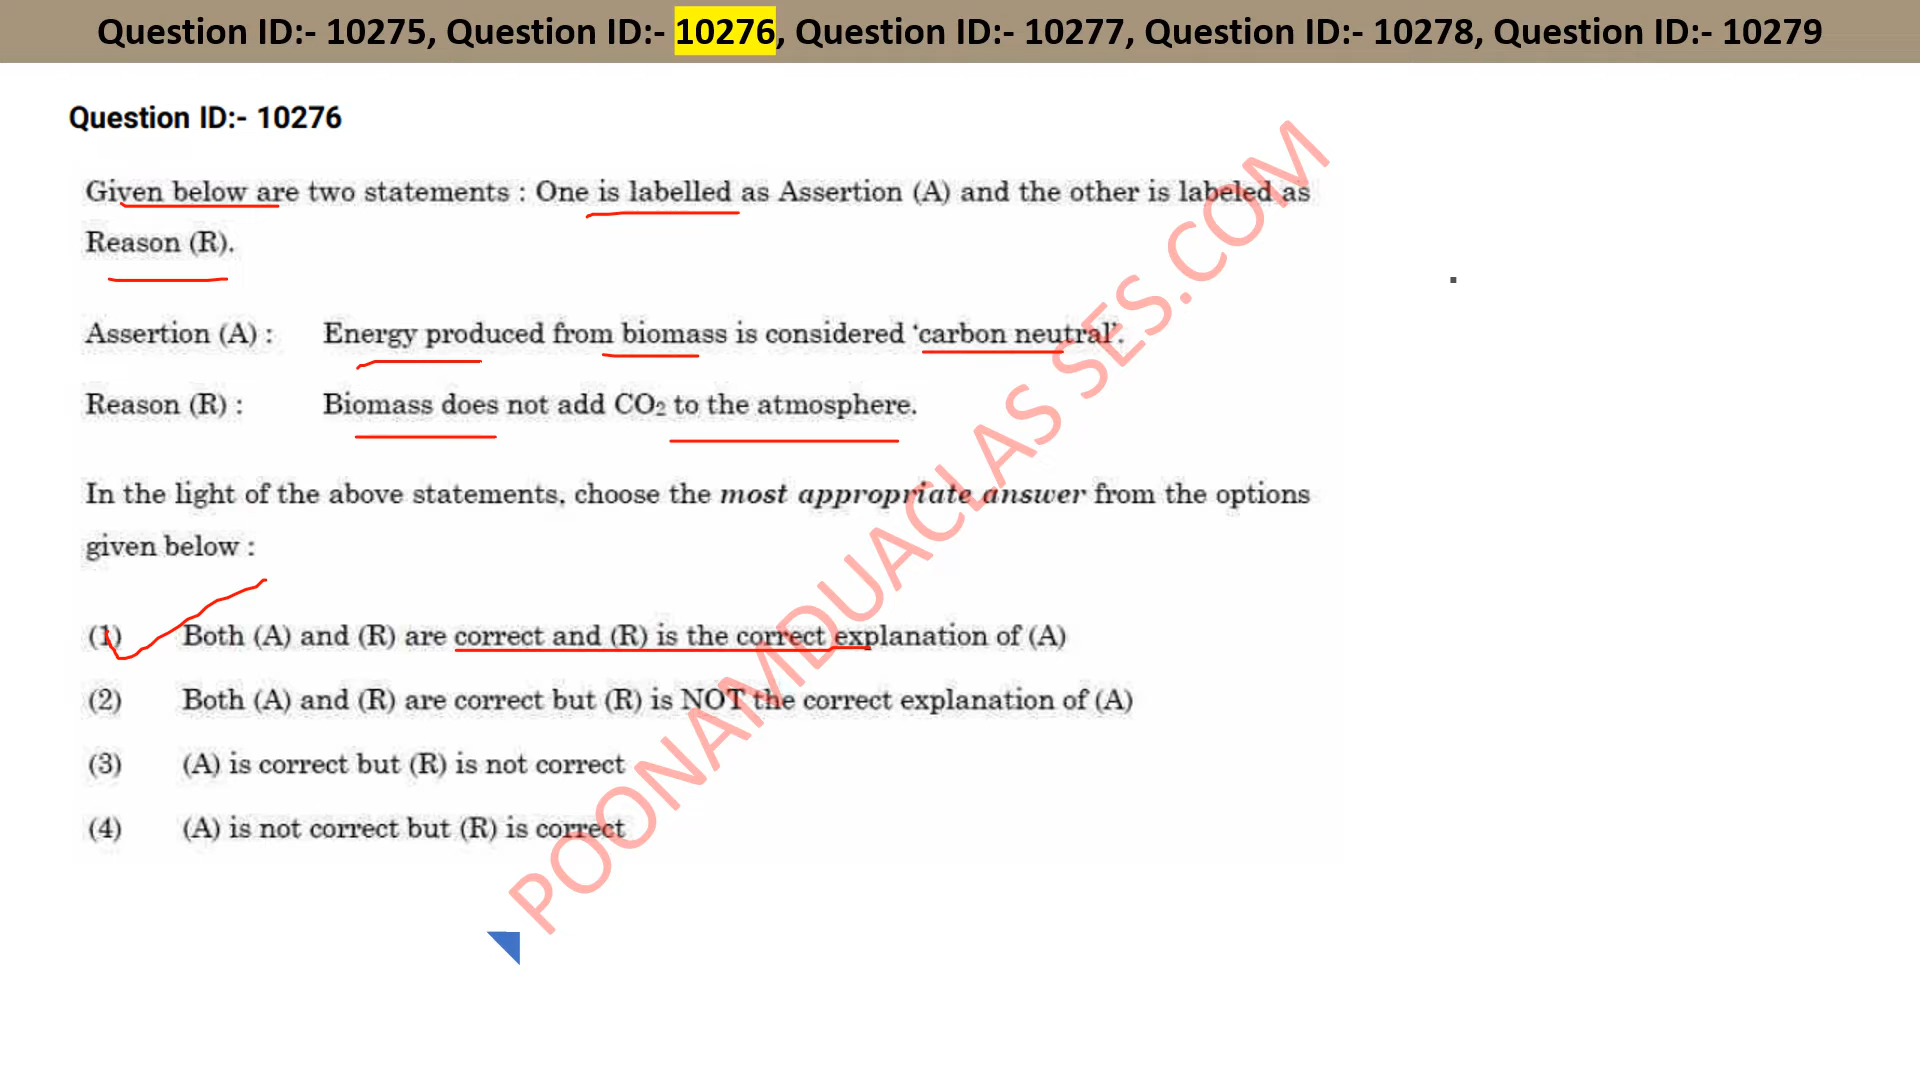 Question ID:- 10275, Question ID:- 10276, Question ID:- 10277, Question ID:- 10278, Question ID:- 10279
Question ID:- 10276
Given below are two statements : One is labelled as Assertion (A) and the other is labeled as
Reason (R).
Assertion (A) : Energy produced from biomass is considered ‘carbon neutral’.
Reason (R) : Biomass does not add CO₂ to the atmosphere.
In the light of the above statements, choose the most appropriate answer from the options
given below :
(1) Both (A) and (R) are correct and (R) is the correct explanation of (A)
(2) Both (A) and (R) are correct but (R) is NOT the correct explanation of (A)
(3) (A) is correct but (R) is not correct
(4) (A) is not correct but (R) is correct
POONAMDUACLAS SES.COM